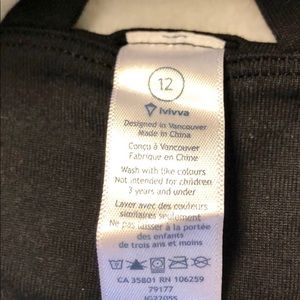 12
ivivva
Designed in Vancouver
Made in China
Conçu à Vancouver
Fabriqué en Chine
Wash with like colours
Not intended for children
3 years and under
Laver avec des couleurs
similaires seulement
Ne pas laisser à la portée
des enfants
de trois ans et moins
CA 35801 RN 106259
79177